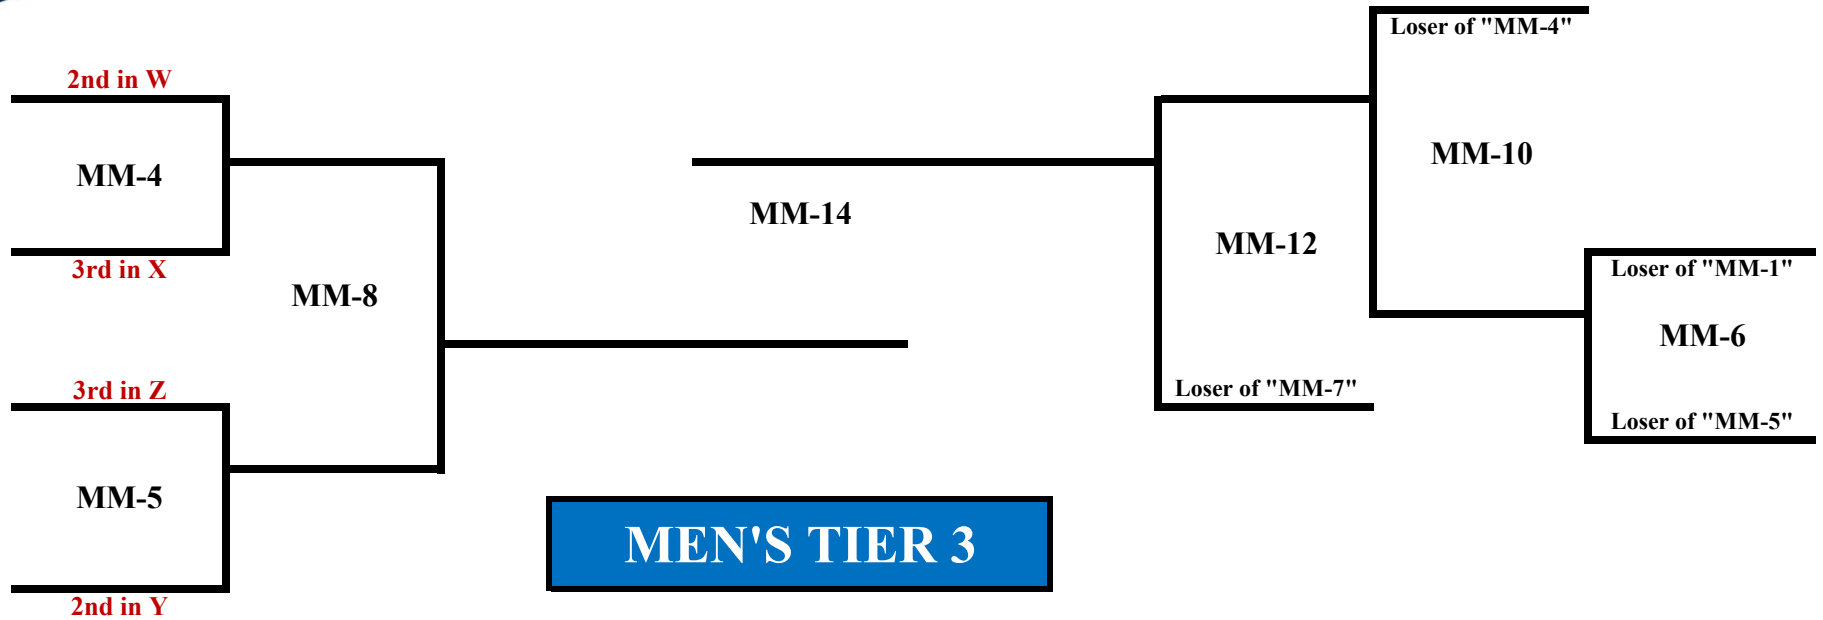 Loser of "MM-4"
2nd in W
MM-10
MM-4
MM-14
MM-12
3rd in X
Loser of "MM-1"
MM-8
MM-6
3rd in Z
Loser of "MM-7"
Loser of "MM-5"
MM-5
MEN'S TIER 3
2nd in Y